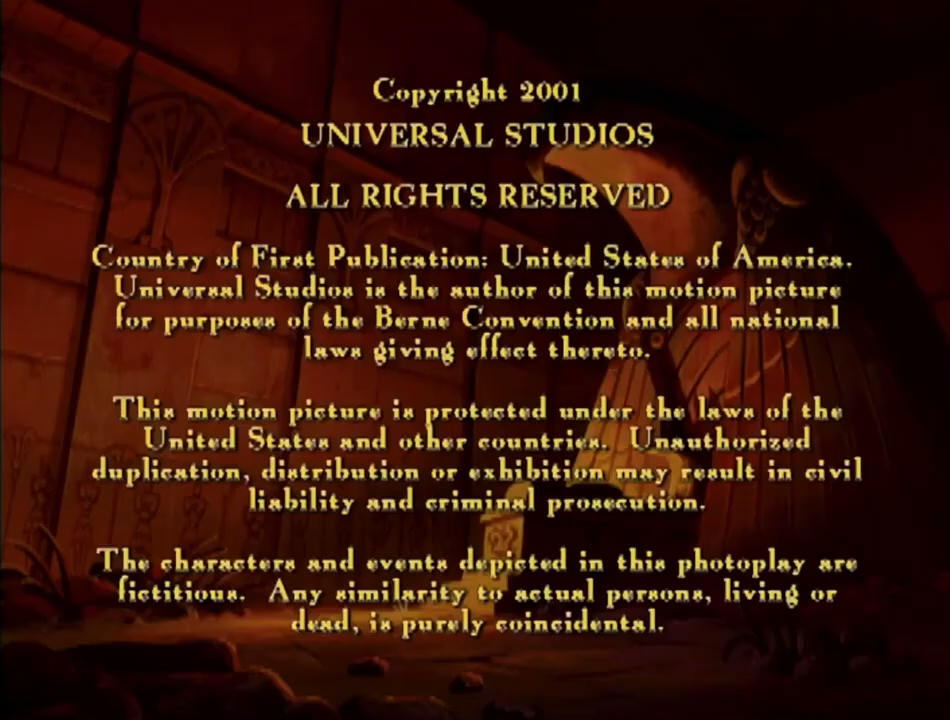 Copyright 2001
UNIVERSAL STUDIOS
ALL RIGHTS RESERVED
Country of First Publication: United States of America.
Universal Studios is the author of this motion picture
for purposes of the Berne Convention and all national
laws giving effect thereto.
This motion picture is protected under the laws of the
United States and other countries. Unauthorized
duplication, distribution or exhibition may result in civil
liability and criminal prosecution.
The characters and events depicted in this photoplay are
fictitious. Any similarity to actual persons, living or
dead, is purely coincidental.